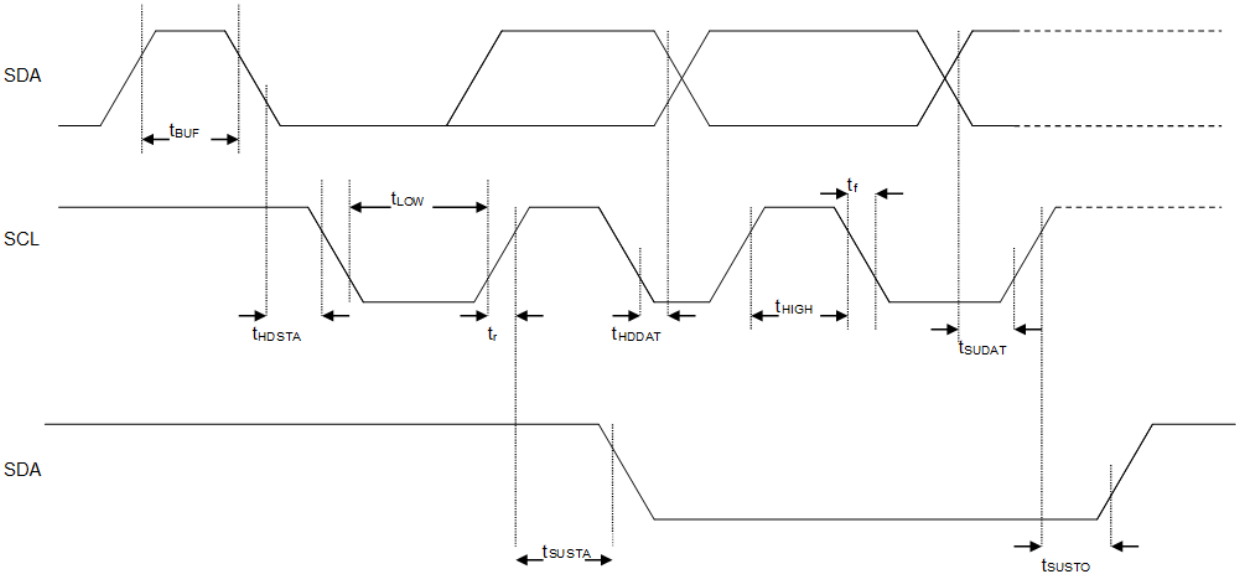 SDA
tBUF
tLOW
tf
SCL
tHDSTA
tr
tHDDAT
tHIGH
tSUDAT
SDA
tSUSTA
tSUSTO